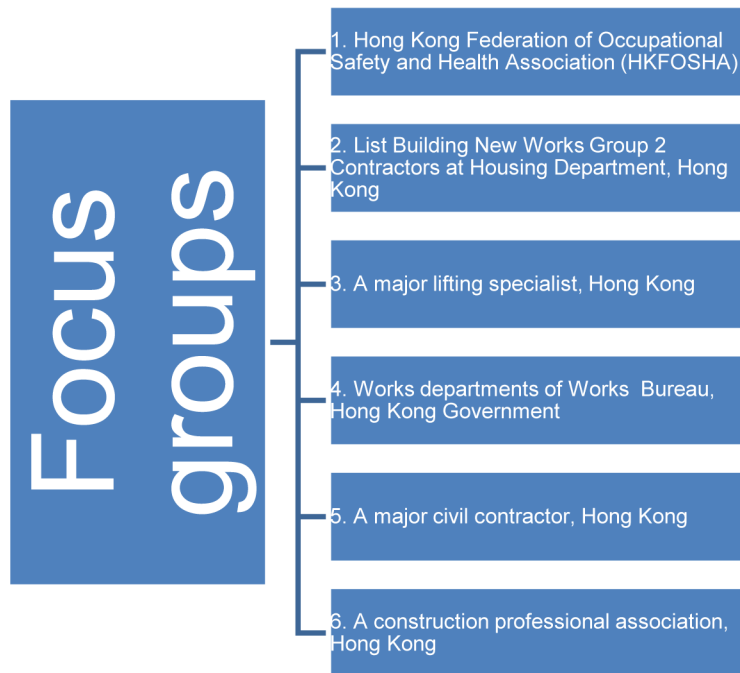 Focus
groups
1. Hong Kong Federation of Occupational
Safety and Health Association (HKFOSHA)
2. List Building New Works Group 2
Contractors at Housing Department, Hong
Kong
3. A major lifting specialist, Hong Kong
4. Works departments of Works  Bureau,
Hong Kong Government
5. A major civil contractor, Hong Kong
6. A construction professional association,
Hong Kong